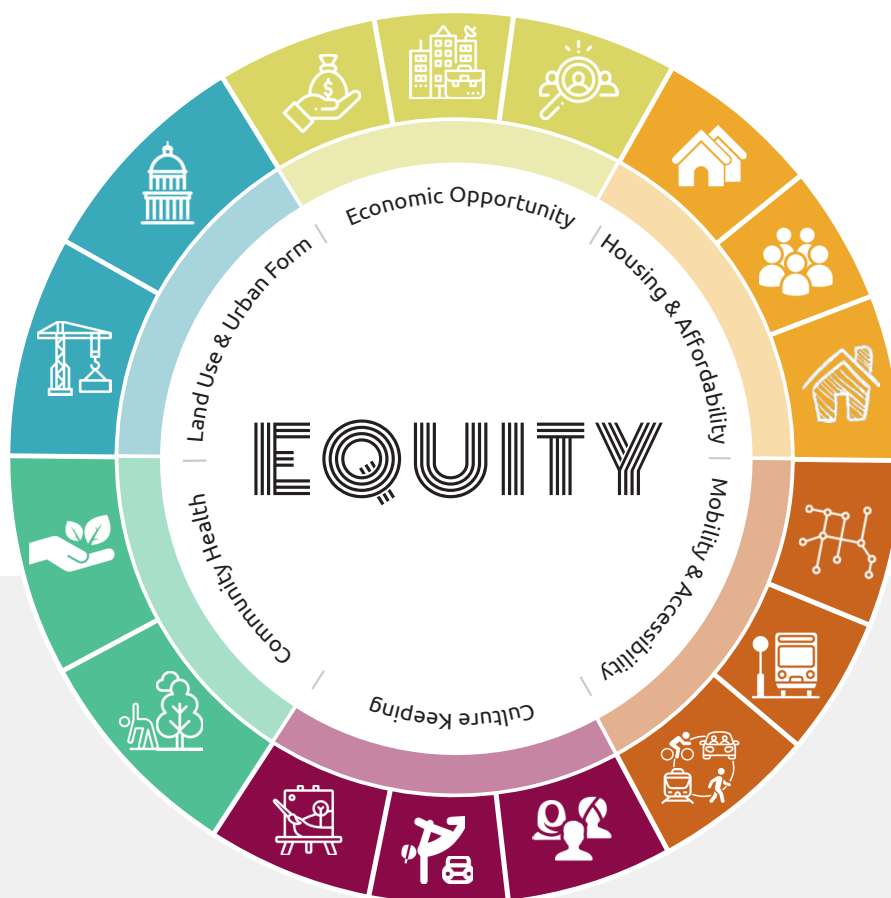 Economic Opportunity
Housing & Affordability
Mobility & Accessibility
Culture Keeping
Community Health
Land Use & Urban Form
EQUITY
$